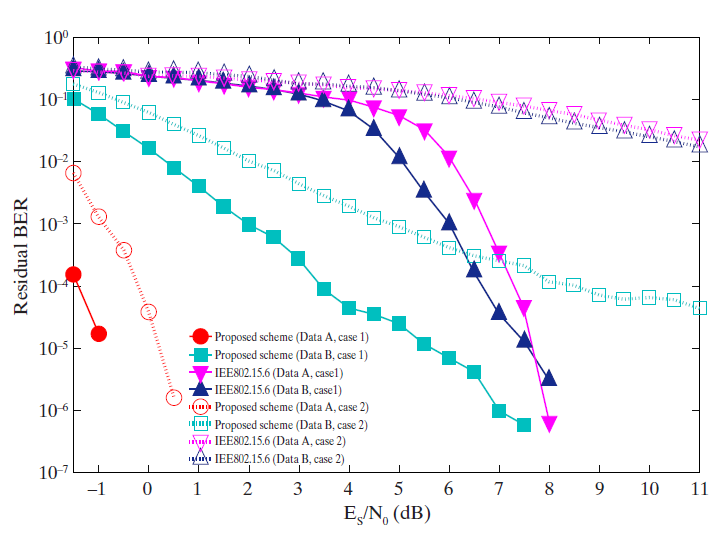 10^0
10^-1
10^-2
10^-3
10^-4
10^-5
10^-6
10^-7
Residual BER
Proposed scheme (Data A, case 1)
Proposed scheme (Data B, case 1)
IEE802.15.6 (Data A, case1)
IEE802.15.6 (Data B, case1)
Proposed scheme (Data A, case 2)
Proposed scheme (Data B, case 2)
IEE802.15.6 (Data A, case 2)
IEE802.15.6 (Data B, case 2)
−1 0 1 2 3 4 5 6 7 8 9 10 11
E_S/N_0 (dB)